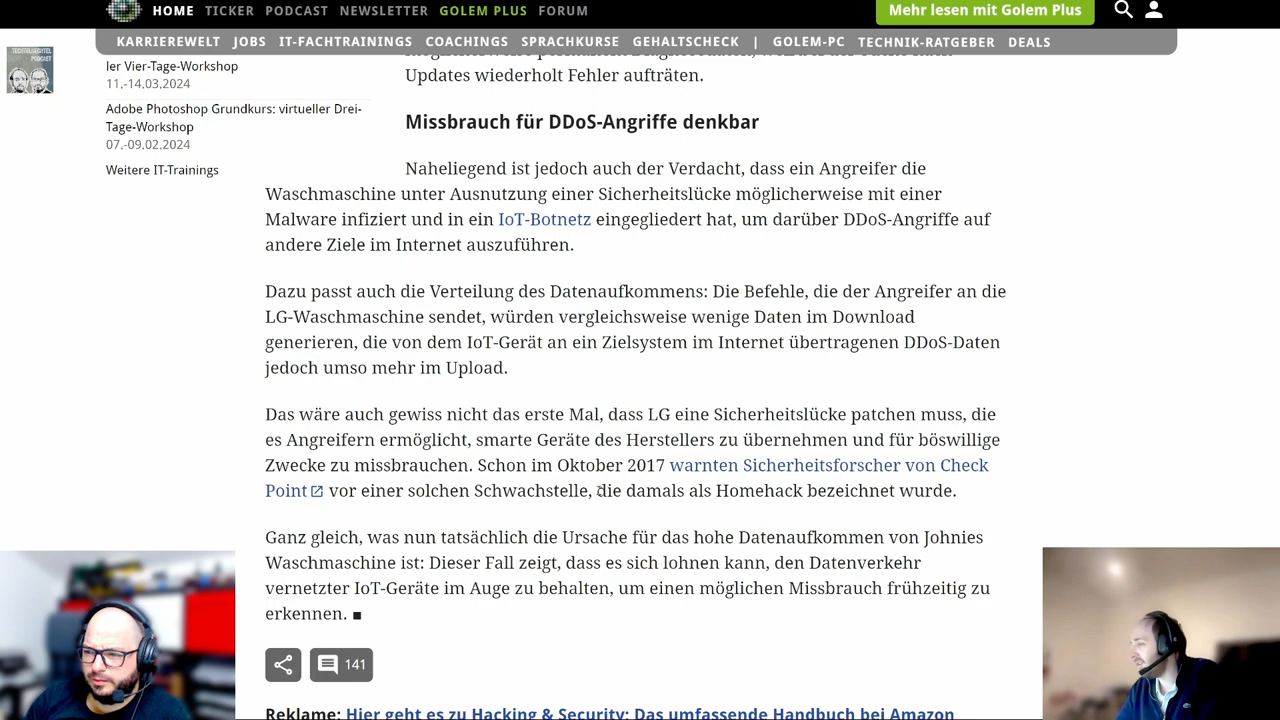 HOME TICKER PODCAST NEWSLETTER GOLEM PLUS FORUM
Mehr lesen mit Golem Plus
KARRIEREWELT JOBS IT-FACHTRAININGS COACHINGS SPRACHKURSE GEHALTSCHECK | GOLEM-PC TECHNIK-RATGEBER DEALS
TECHTELMECHTEL
PODCAST
ler Vier-Tage-Workshop
11.-14.03.2024
Adobe Photoshop Grundkurs: virtueller Drei-
Tage-Workshop
07.-09.02.2024
Weitere IT-Trainings
Updates wiederholt Fehler aufträten.
Missbrauch für DDoS-Angriffe denkbar
Naheliegend ist jedoch auch der Verdacht, dass ein Angreifer die
Waschmaschine unter Ausnutzung einer Sicherheitslücke möglicherweise mit einer
Malware infiziert und in ein IoT-Botnetz eingegliedert hat, um darüber DDoS-Angriffe auf
andere Ziele im Internet auszuführen.
Dazu passt auch die Verteilung des Datenaufkommens: Die Befehle, die der Angreifer an die
LG-Waschmaschine sendet, würden vergleichsweise wenige Daten im Download
generieren, die von dem IoT-Gerät an ein Zielsystem im Internet übertragenen DDoS-Daten
jedoch umso mehr im Upload.
Das wäre auch gewiss nicht das erste Mal, dass LG eine Sicherheitslücke patchen muss, die
es Angreifern ermöglicht, smarte Geräte des Herstellers zu übernehmen und für böswillige
Zwecke zu missbrauchen. Schon im Oktober 2017 warnten Sicherheitsforscher von Check
Point vor einer solchen Schwachstelle, die damals als Homehack bezeichnet wurde.
Ganz gleich, was nun tatsächlich die Ursache für das hohe Datenaufkommen von Johnies
Waschmaschine ist: Dieser Fall zeigt, dass es sich lohnen kann, den Datenverkehr
vernetzter IoT-Geräte im Auge zu behalten, um einen möglichen Missbrauch frühzeitig zu
erkennen. ■
141
Reklame: Hier geht es zu Hacking & Security: Das umfassende Handbuch bei Amazon